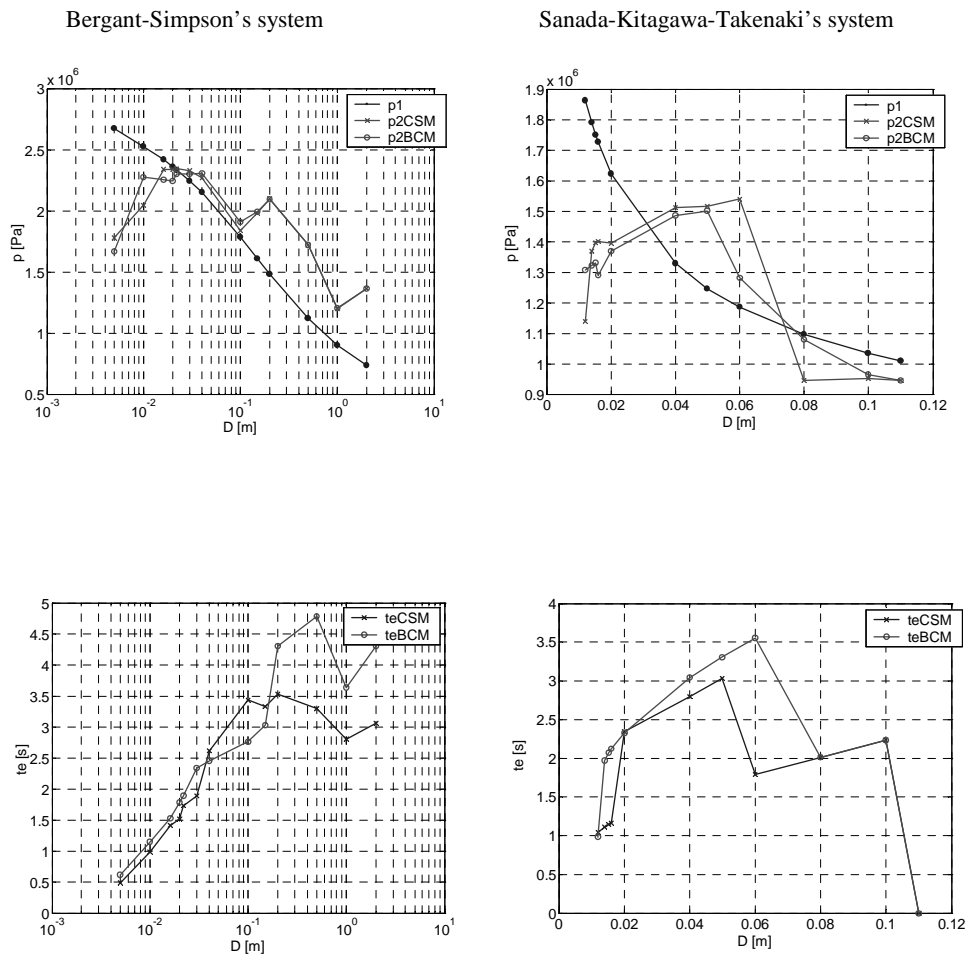 Bergant-Simpson’s system
Sanada-Kitagawa-Takenaki’s system
x 10^6
3
2.5
2
1.5
1
0.5
p [Pa]
10^-3
10^-2
10^-1
10^0
10^1
D [m]
p1
p2CSM
p2BCM
x 10^6
1.9
1.8
1.7
1.6
1.5
1.4
1.3
1.2
1.1
1
0.9
p [Pa]
0
0.02
0.04
0.06
0.08
0.1
0.12
D [m]
p1
p2CSM
p2BCM
5
4.5
4
3.5
3
2.5
2
1.5
1
0.5
0
te [s]
10^-3
10^-2
10^-1
10^0
10^1
D [m]
teCSM
teBCM
4
3.5
3
2.5
2
1.5
1
0.5
0
te [s]
0
0.02
0.04
0.06
0.08
0.1
0.12
D [m]
teCSM
teBCM